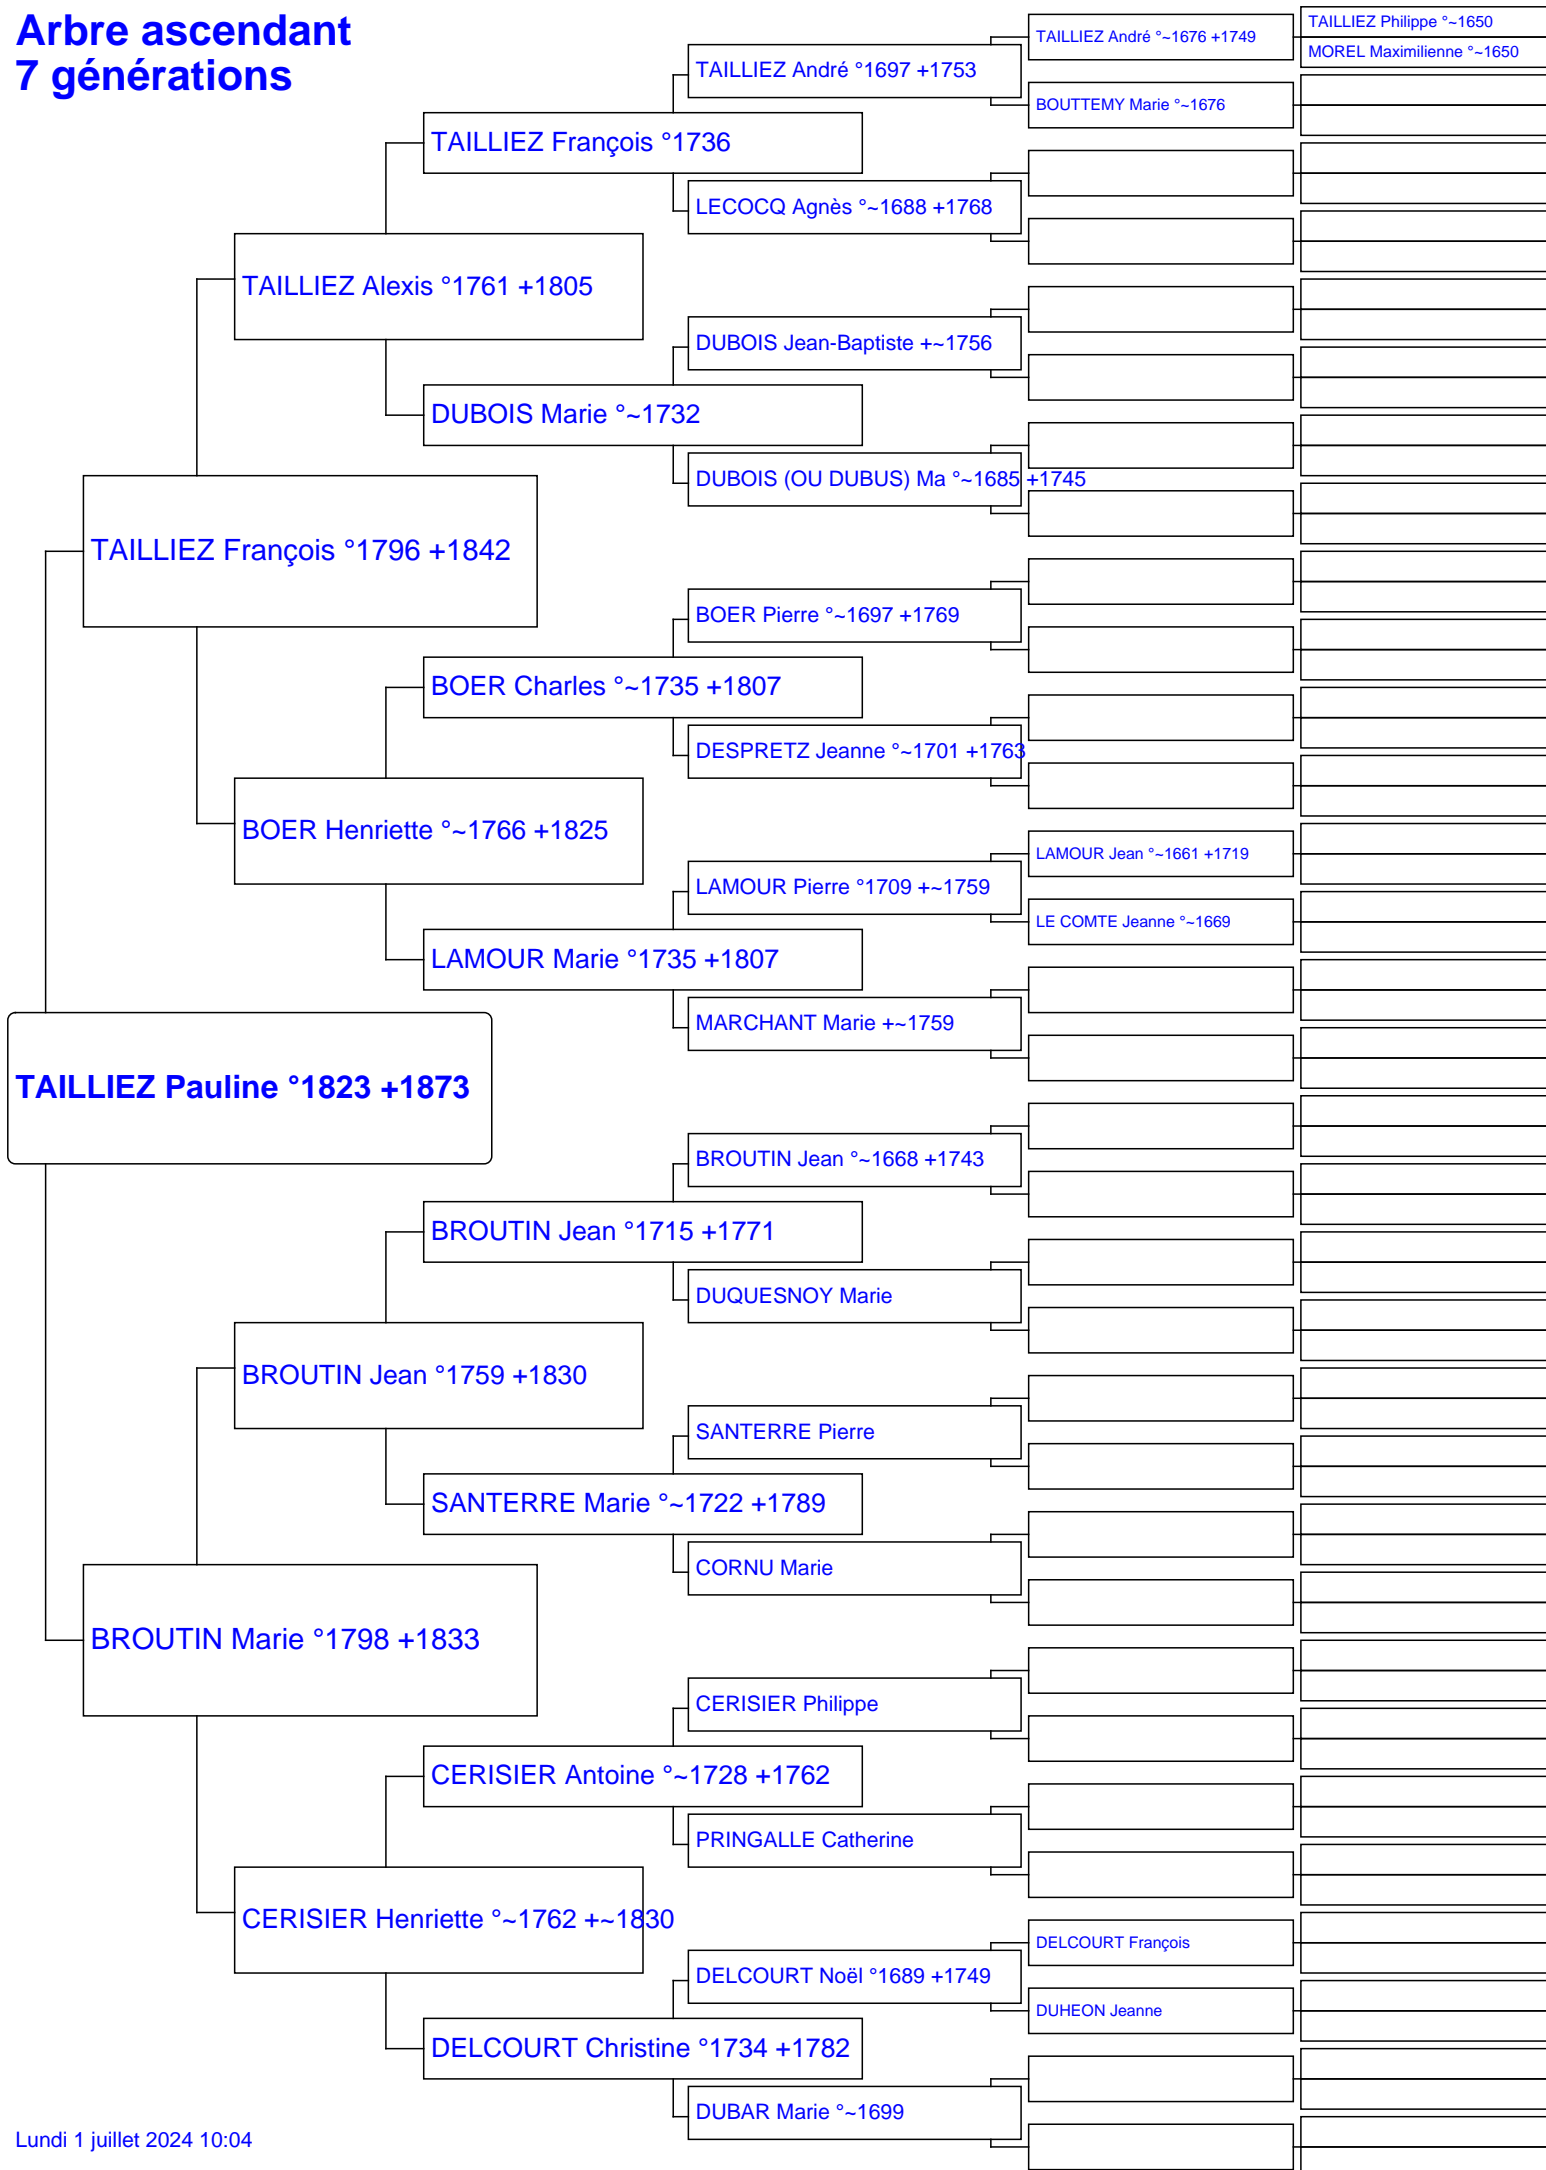 Arbre ascendant
7 générations
TAILLIEZ Philippe °~1650
TAILLIEZ André °~1676 +1749
MOREL Maximilienne °~1650
TAILLIEZ André °1697 +1753
BOUTTEMY Marie °~1676
TAILLIEZ François °1736
LECOCQ Agnès °~1688 +1768
TAILLIEZ Alexis °1761 +1805
DUBOIS Jean-Baptiste +~1756
DUBOIS Marie °~1732
DUBOIS (OU DUBUS) Ma °~1685 +1745
TAILLIEZ François °1796 +1842
BOER Pierre °~1697 +1769
BOER Charles °~1735 +1807
DESPRETZ Jeanne °~1701 +1763
BOER Henriette °~1766 +1825
LAMOUR Jean °~1661 +1719
LAMOUR Pierre °1709 +~1759
LE COMTE Jeanne °~1669
LAMOUR Marie °1735 +1807
MARCHANT Marie +~1759
TAILLIEZ Pauline °1823 +1873
BROUTIN Jean °~1668 +1743
BROUTIN Jean °1715 +1771
DUQUESNOY Marie
BROUTIN Jean °1759 +1830
SANTERRE Pierre
SANTERRE Marie °~1722 +1789
CORNU Marie
BROUTIN Marie °1798 +1833
CERISIER Philippe
CERISIER Antoine °~1728 +1762
PRINGALLE Catherine
CERISIER Henriette °~1762 +~1830
DELCOURT François
DELCOURT Noël °1689 +1749
DUHEON Jeanne
DELCOURT Christine °1734 +1782
DUBAR Marie °~1699
Lundi 1 juillet 2024 10:04